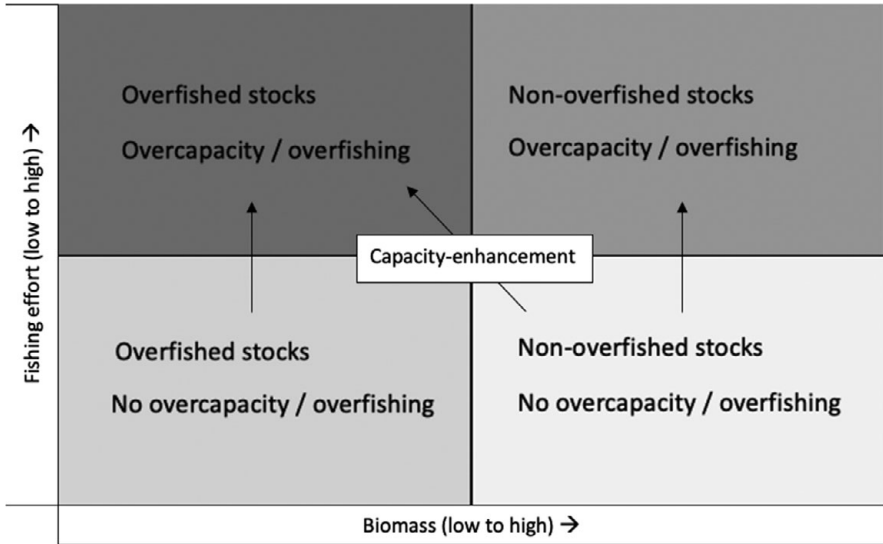 Fishing effort (low to high) →
Overfished stocks
Overcapacity / overfishing
Non-overfished stocks
Overcapacity / overfishing
Capacity-enhancement
Overfished stocks
No overcapacity / overfishing
Non-overfished stocks
No overcapacity / overfishing
Biomass (low to high) →